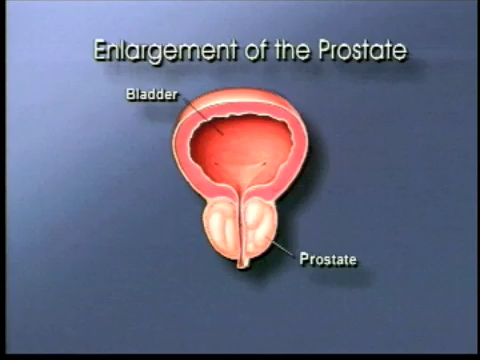 Enlargement of the Prostate
Bladder
Prostate